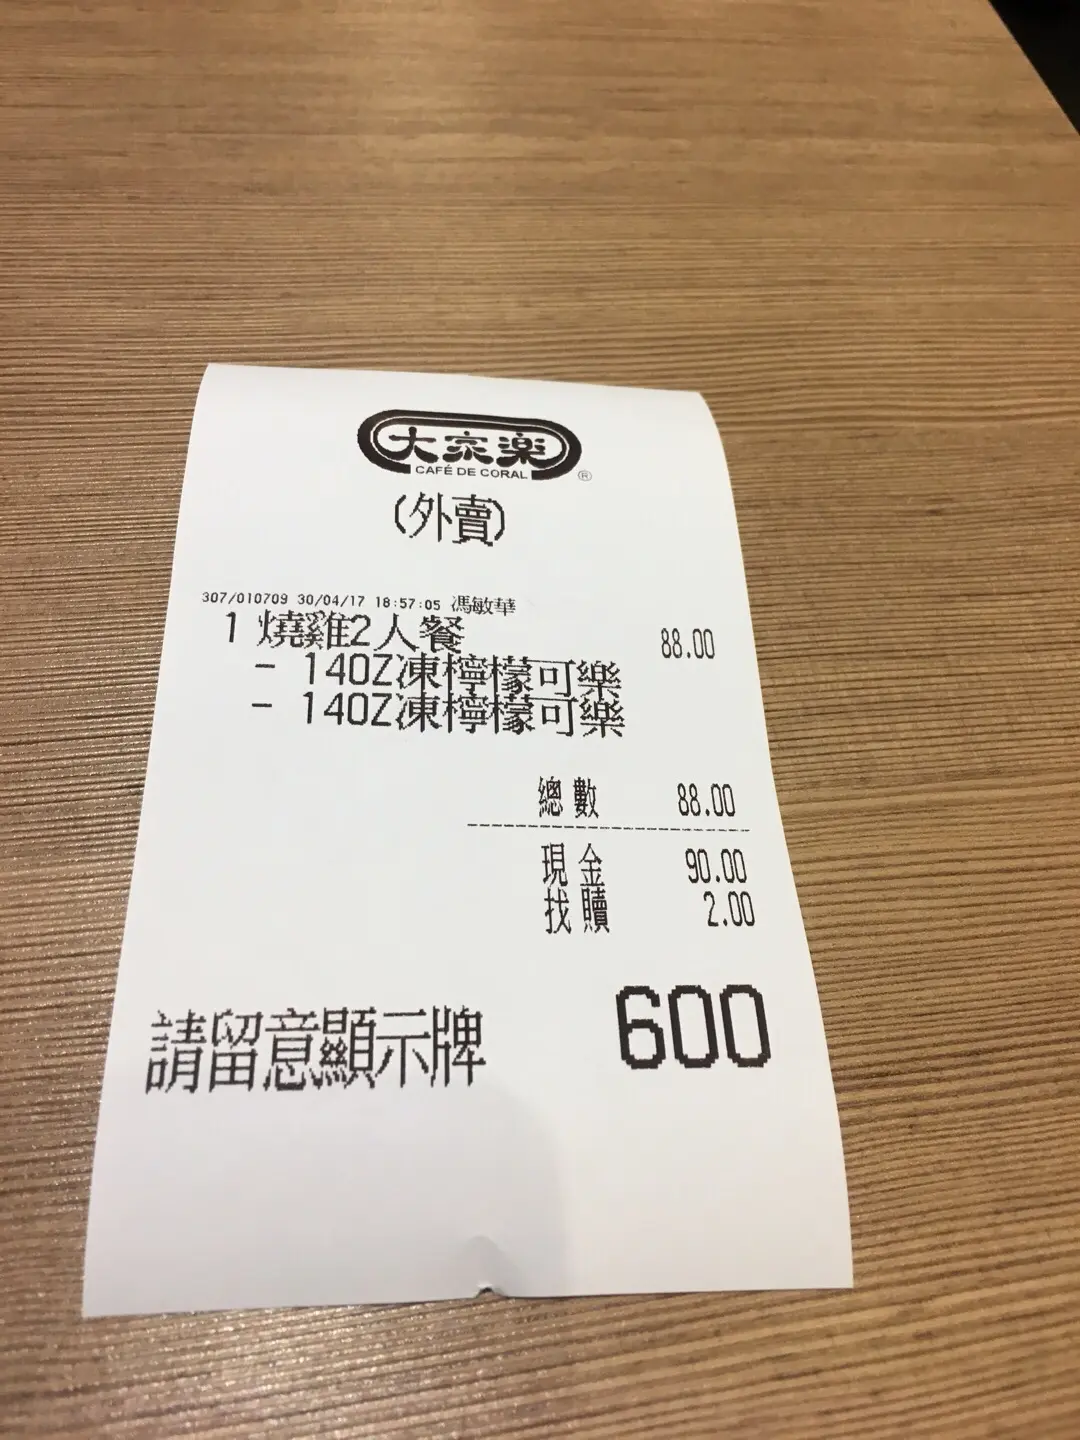 大家樂
CAFÉ DE CORAL ®
(外賣)
307/010709 30/04/17 18:57:05 馮敏華
1 燒雞2人餐 88.00
- 14OZ凍檸檬可樂
- 14OZ凍檸檬可樂
總數 88.00
現金 90.00
找贖 2.00
請留意顯示牌 600